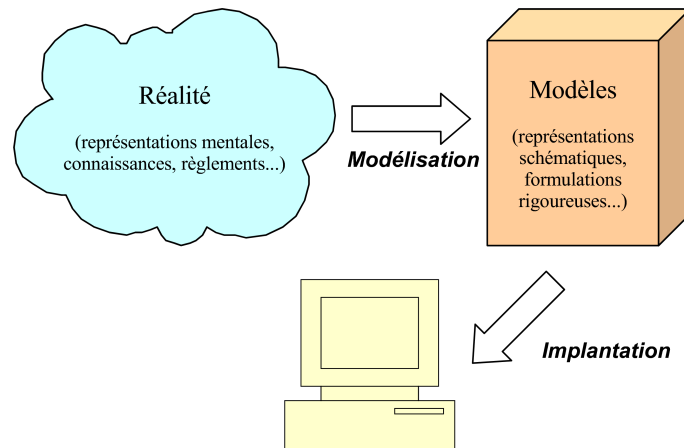 Réalité
(représentations mentales,
connaissances, règlements...)
Modélisation
Modèles
(représentations
schématiques,
formulations
rigoureuses...)
Implantation